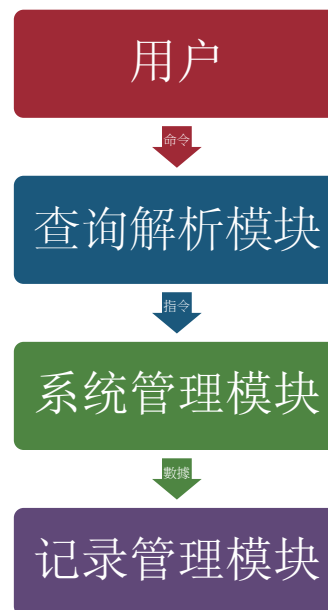 用户
命令
查询解析模块
指令
系统管理模块
數據
记录管理模块